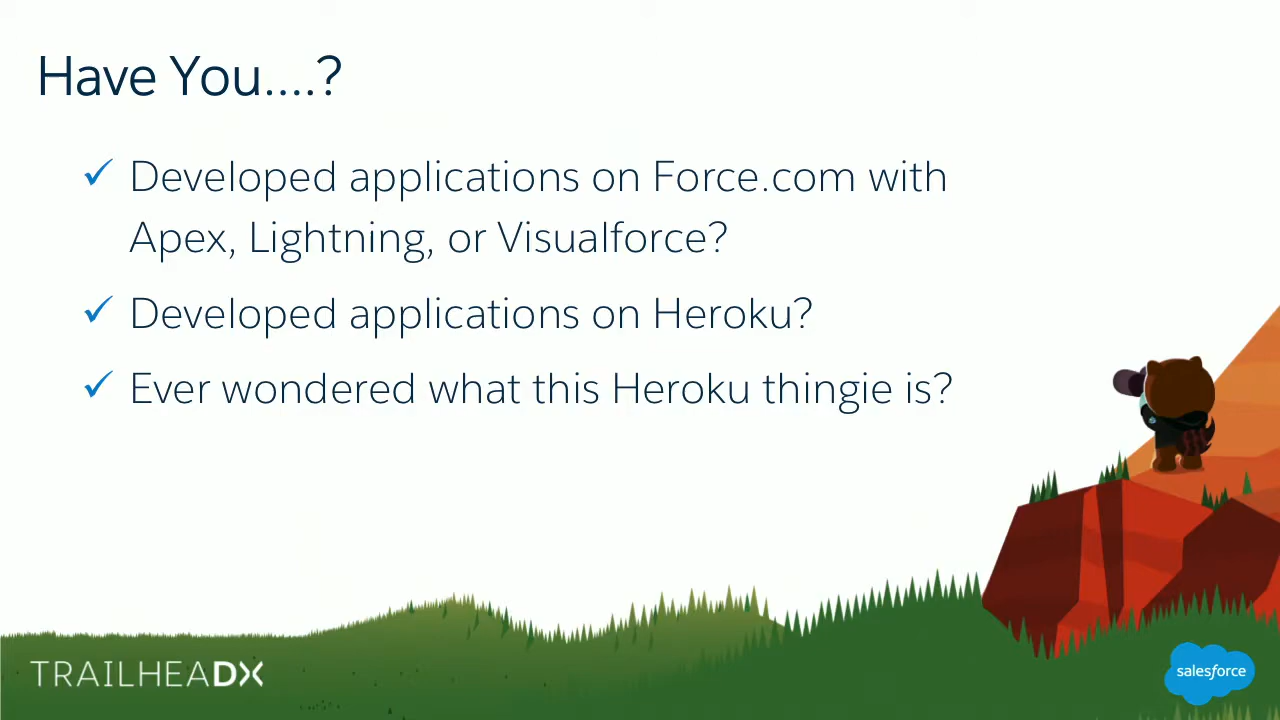 Have You....?
Developed applications on Force.com with
Apex, Lightning, or Visualforce?
Developed applications on Heroku?
Ever wondered what this Heroku thingie is?
TRAILHEADX
salesforce